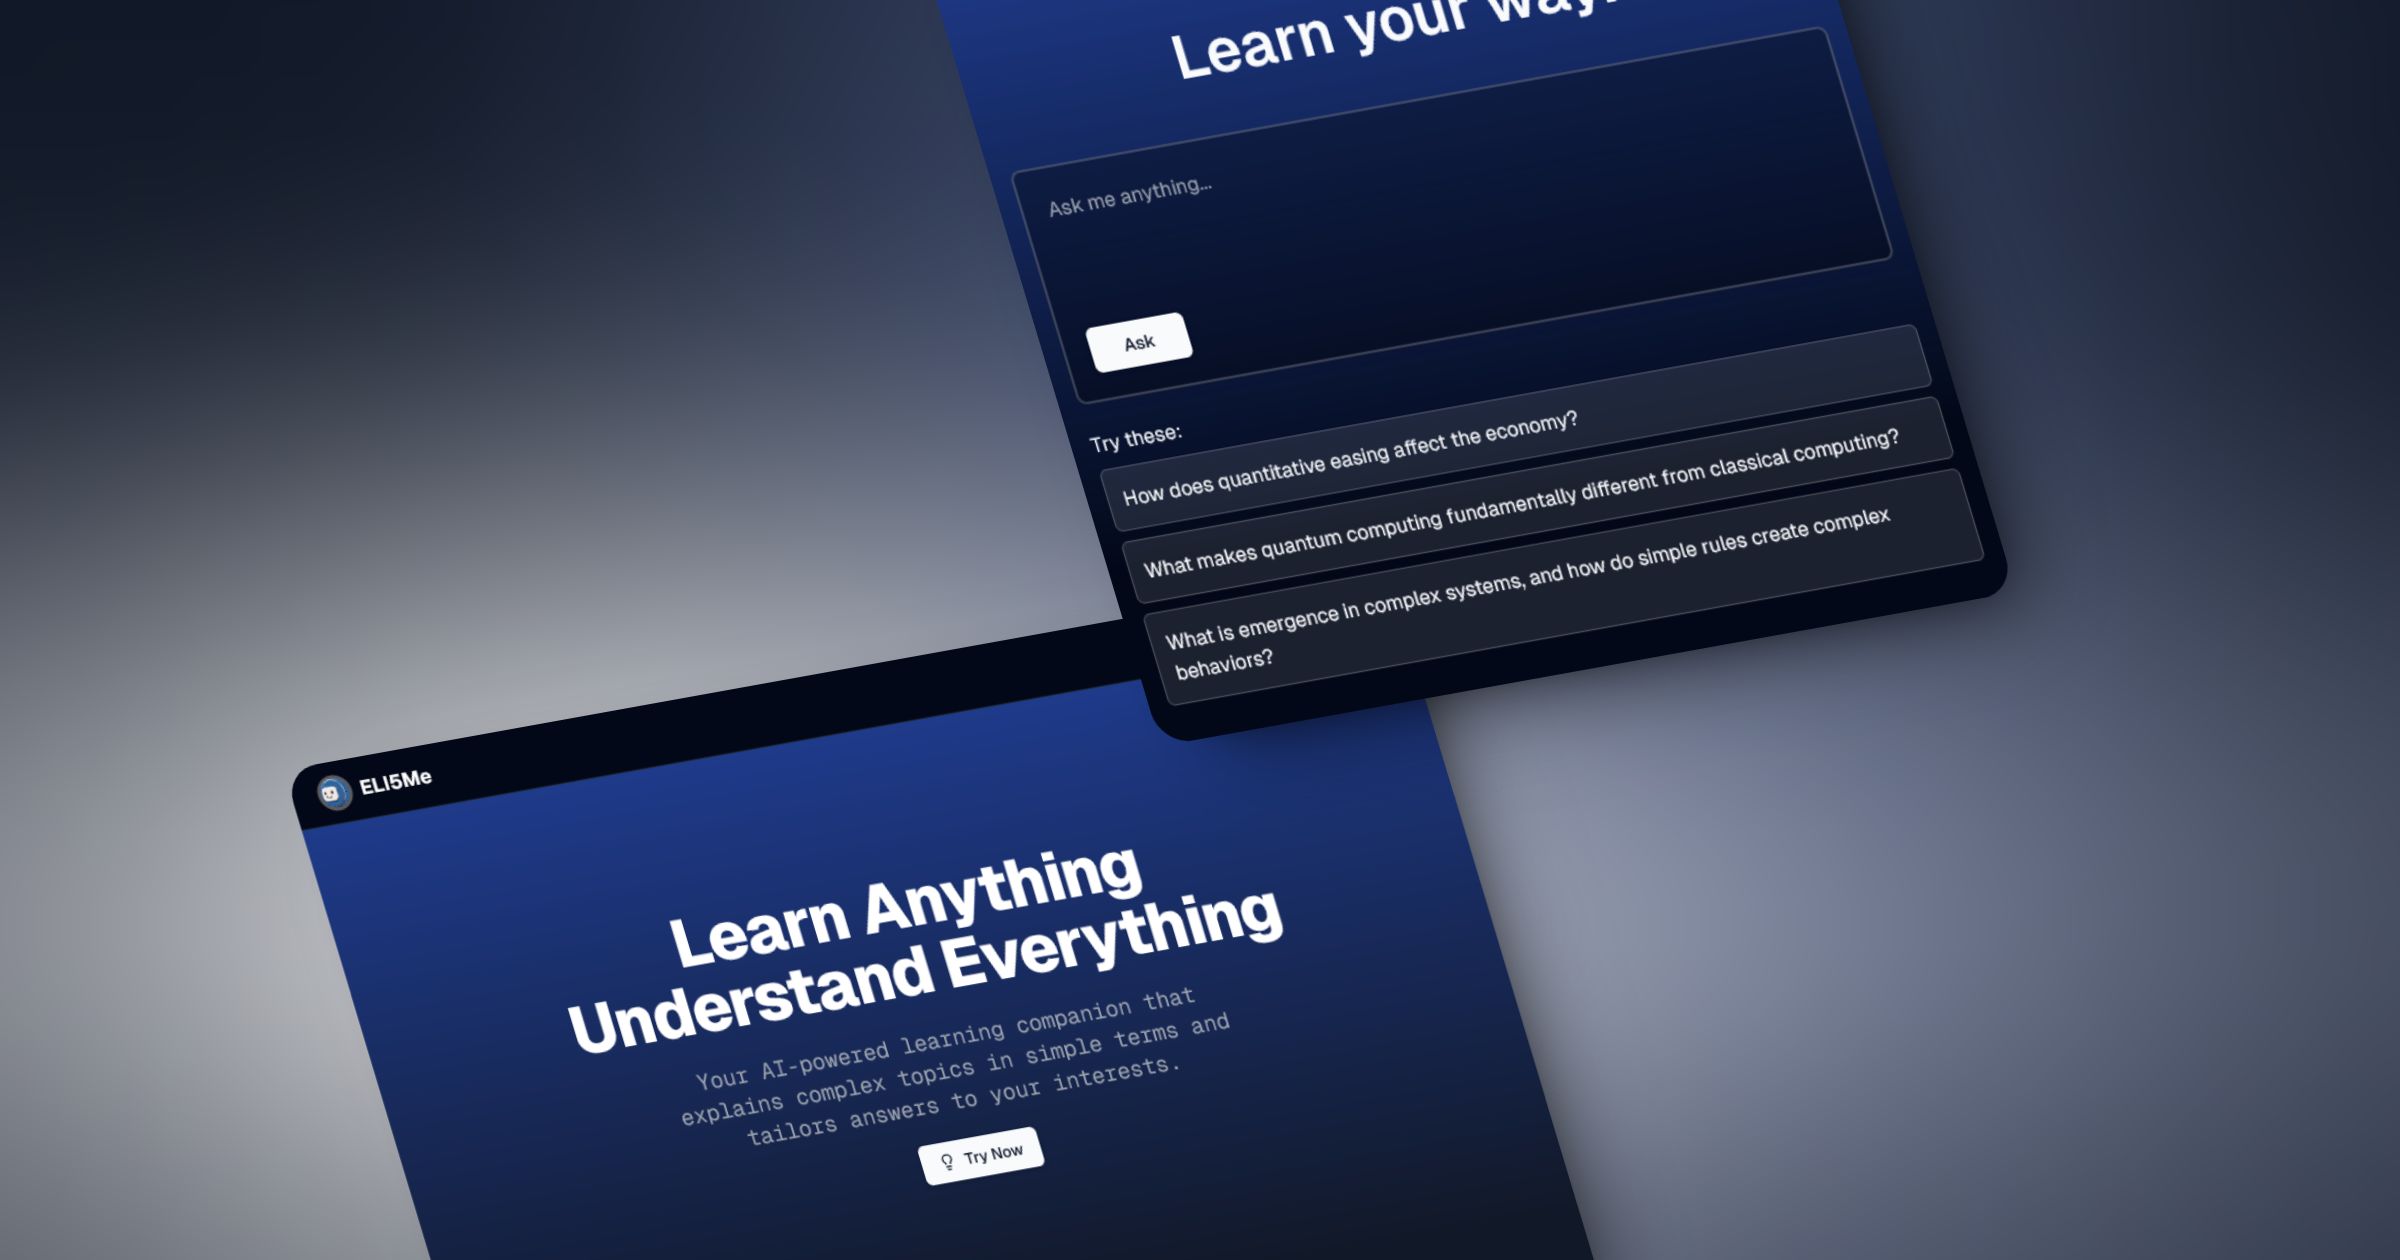 Learn your way.
Ask me anything...
Ask
Try these:
How does quantitative easing affect the economy?
What makes quantum computing fundamentally different from classical computing?
What is emergence in complex systems, and how do simple rules create complex
behaviors?
ELI5Me
Learn Anything
Understand Everything
Your AI-powered learning companion that
explains complex topics in simple terms and
tailors answers to your interests.
Try Now